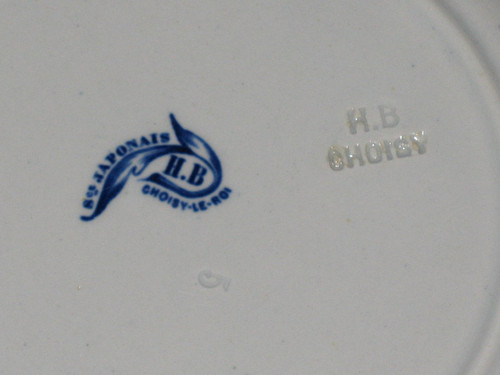 Sce JAPONAIS
H.B
CHOISY-LE-ROI
H.B
CHOISY